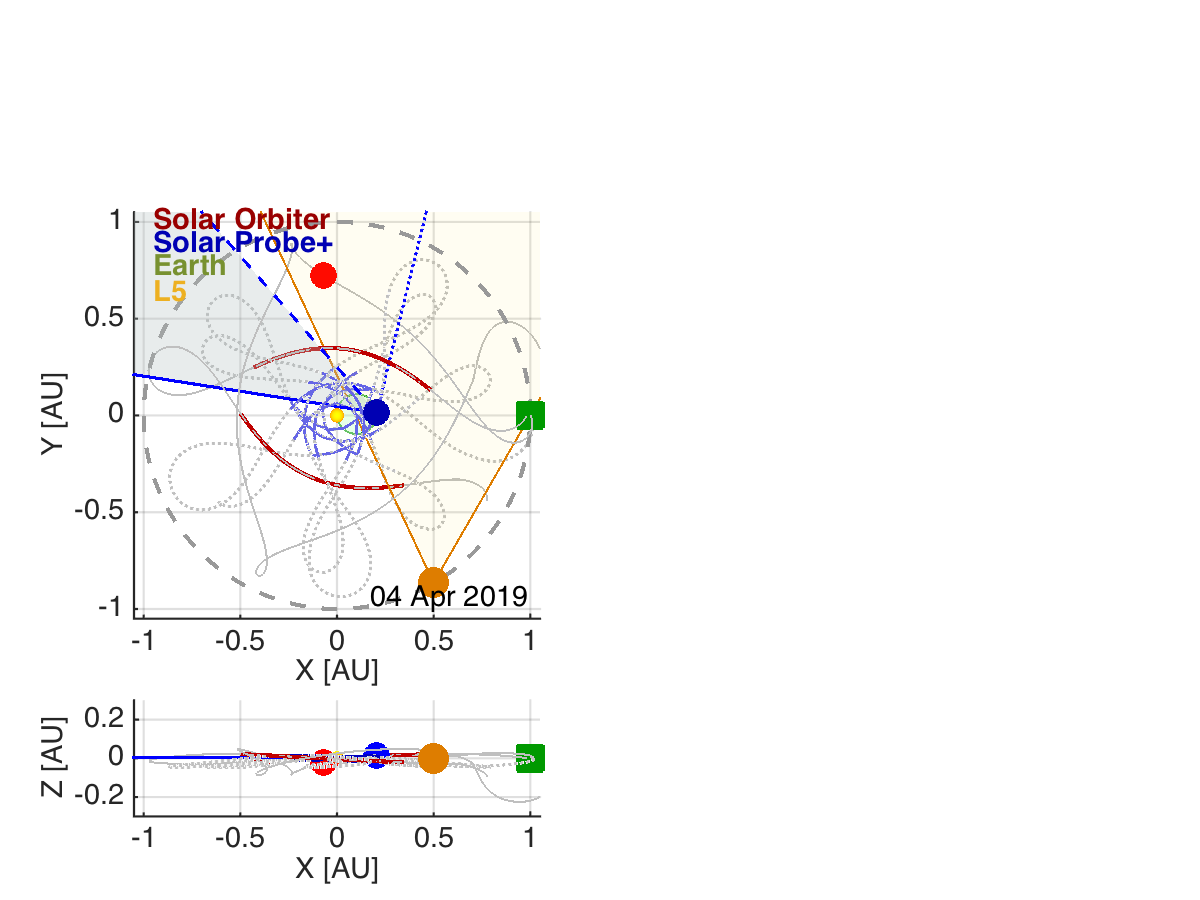 Solar Orbiter
Solar Probe+
Earth
L5
1
0.5
0
-0.5
-1
Y [AU]
04 Apr 2019
-1 -0.5 0 0.5 1
X [AU]
0.2
0
-0.2
Z [AU]
-1 -0.5 0 0.5 1
X [AU]